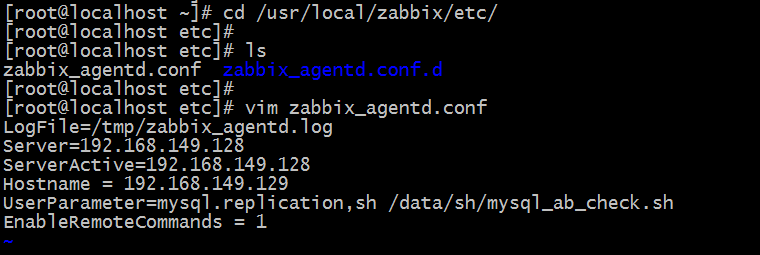 [root@localhost ~]# cd /usr/local/zabbix/etc/
[root@localhost etc]#
[root@localhost etc]# ls
zabbix_agentd.conf  zabbix_agentd.conf.d
[root@localhost etc]#
[root@localhost etc]# vim zabbix_agentd.conf
LogFile=/tmp/zabbix_agentd.log
Server=192.168.149.128
ServerActive=192.168.149.128
Hostname = 192.168.149.129
UserParameter=mysql.replication,sh /data/sh/mysql_ab_check.sh
EnableRemoteCommands = 1
~